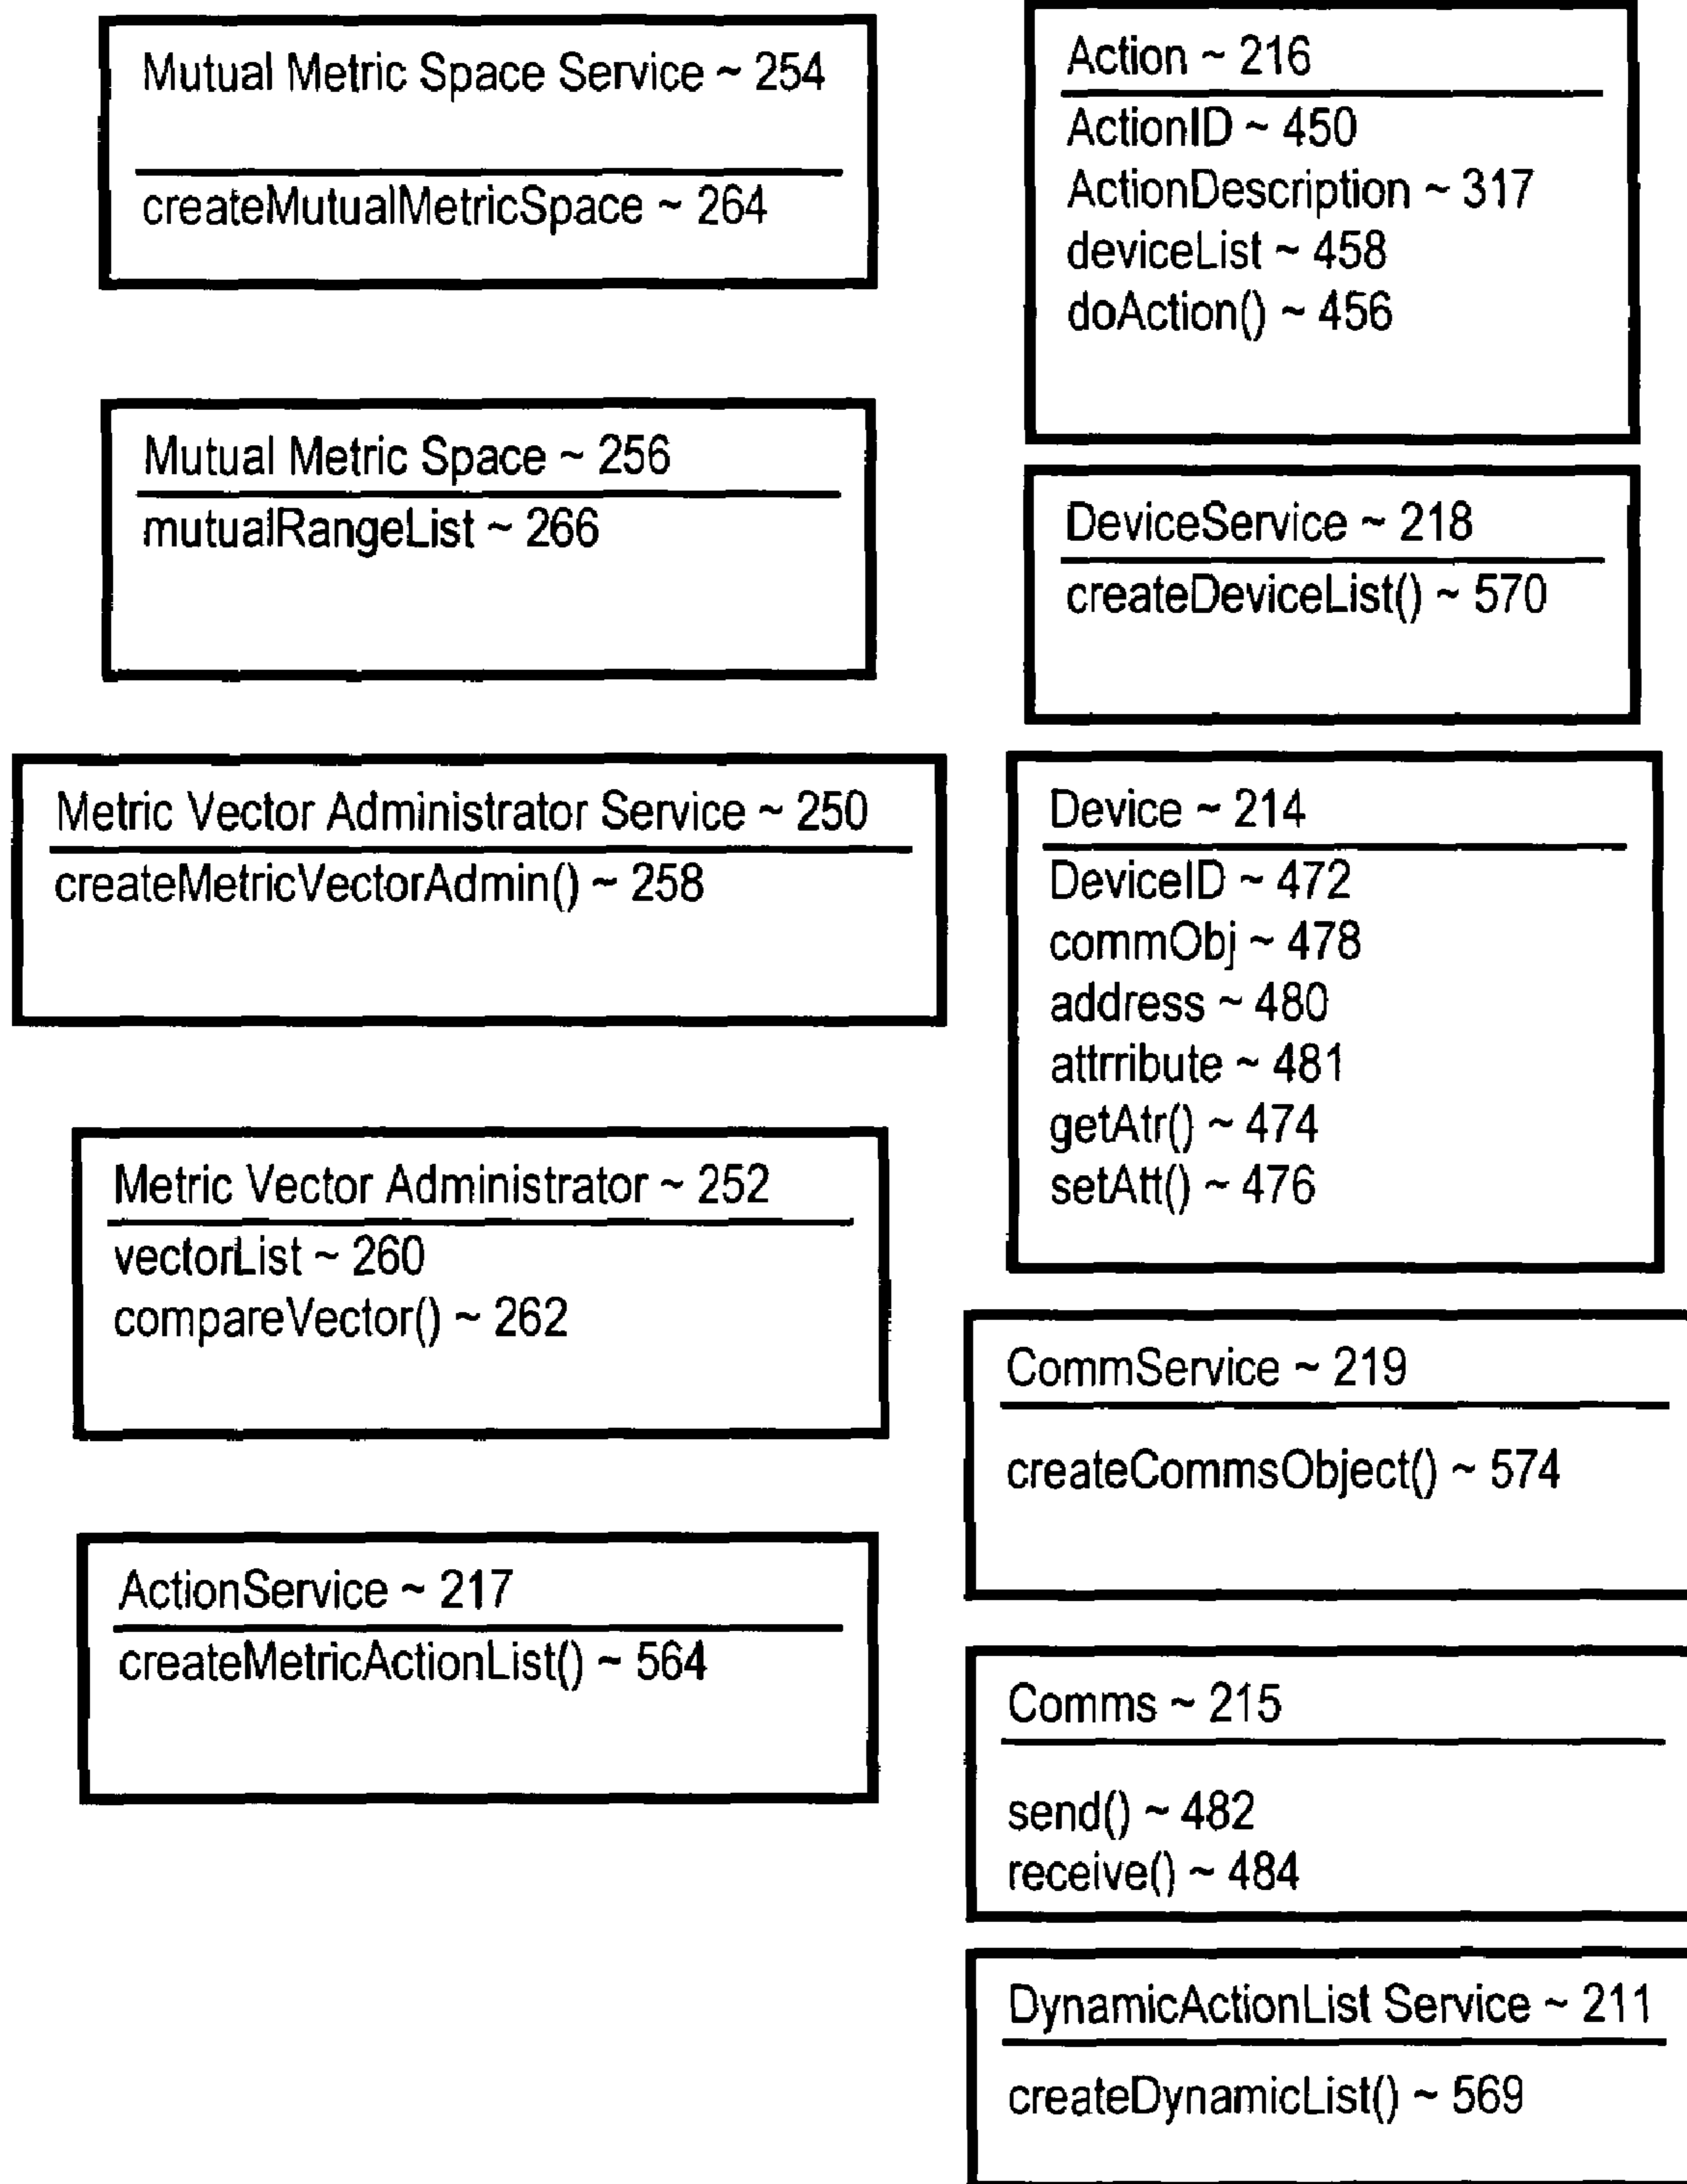 Mutual Metric Space Service ~ 254
createMutualMetricSpace ~ 264
Mutual Metric Space ~ 256
mutualRangeList ~ 266
Metric Vector Administrator Service ~ 250
createMetricVectorAdmin() ~ 258
Metric Vector Administrator ~ 252
vectorList ~ 260
compareVector() ~ 262
ActionService ~ 217
createMetricActionList() ~ 564
Action ~ 216
ActionID ~ 450
ActionDescription ~ 317
deviceList ~ 458
doAction() ~ 456
DeviceService ~ 218
createDeviceList() ~ 570
Device ~ 214
DeviceID ~ 472
commObj ~ 478
address ~ 480
attrribute ~ 481
getAtr() ~ 474
setAtt() ~ 476
CommService ~ 219
createCommsObject() ~ 574
Comms ~ 215
send() ~ 482
receive() ~ 484
DynamicActionList Service ~ 211
createDynamicList() ~ 569